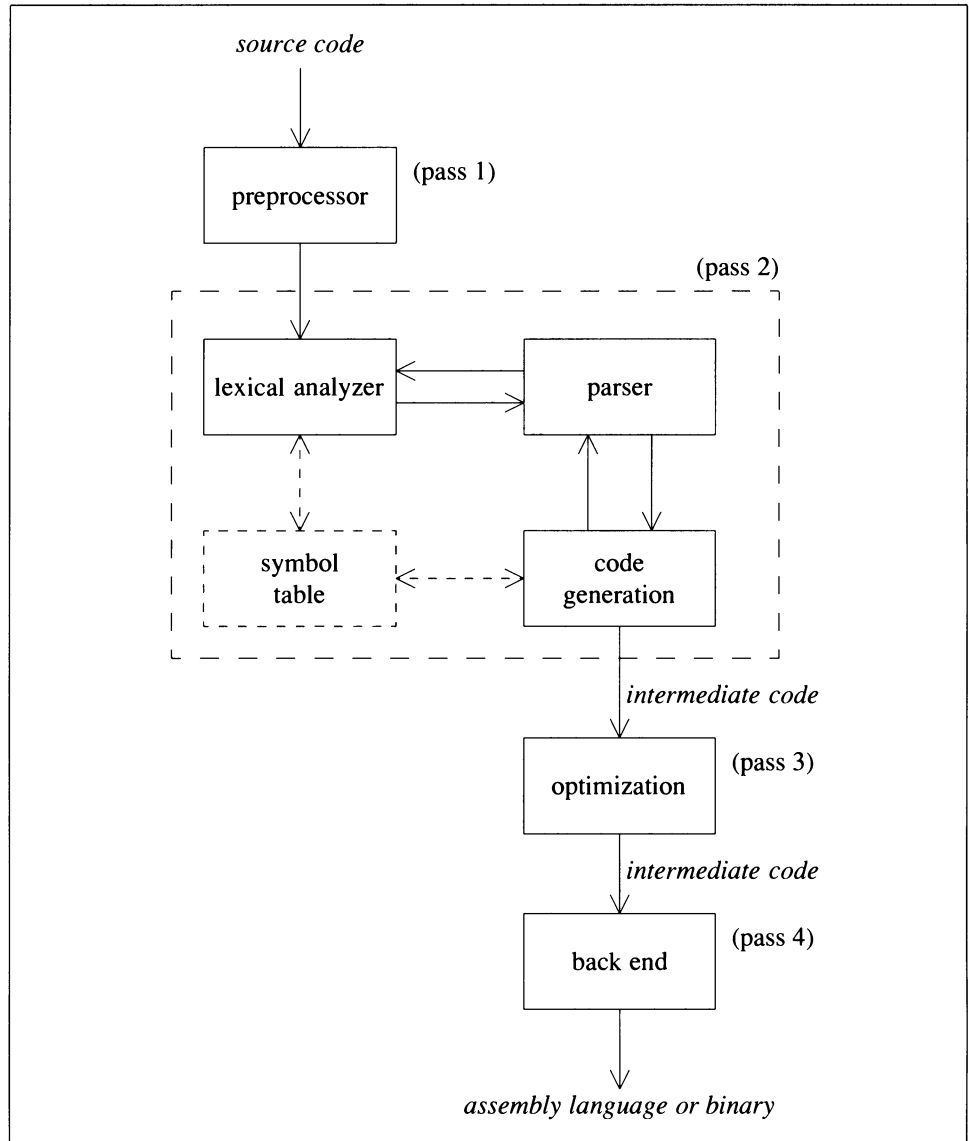 source code
preprocessor
(pass 1)
(pass 2)
lexical analyzer
parser
symbol
table
code
generation
intermediate code
optimization
(pass 3)
intermediate code
back end
(pass 4)
assembly language or binary